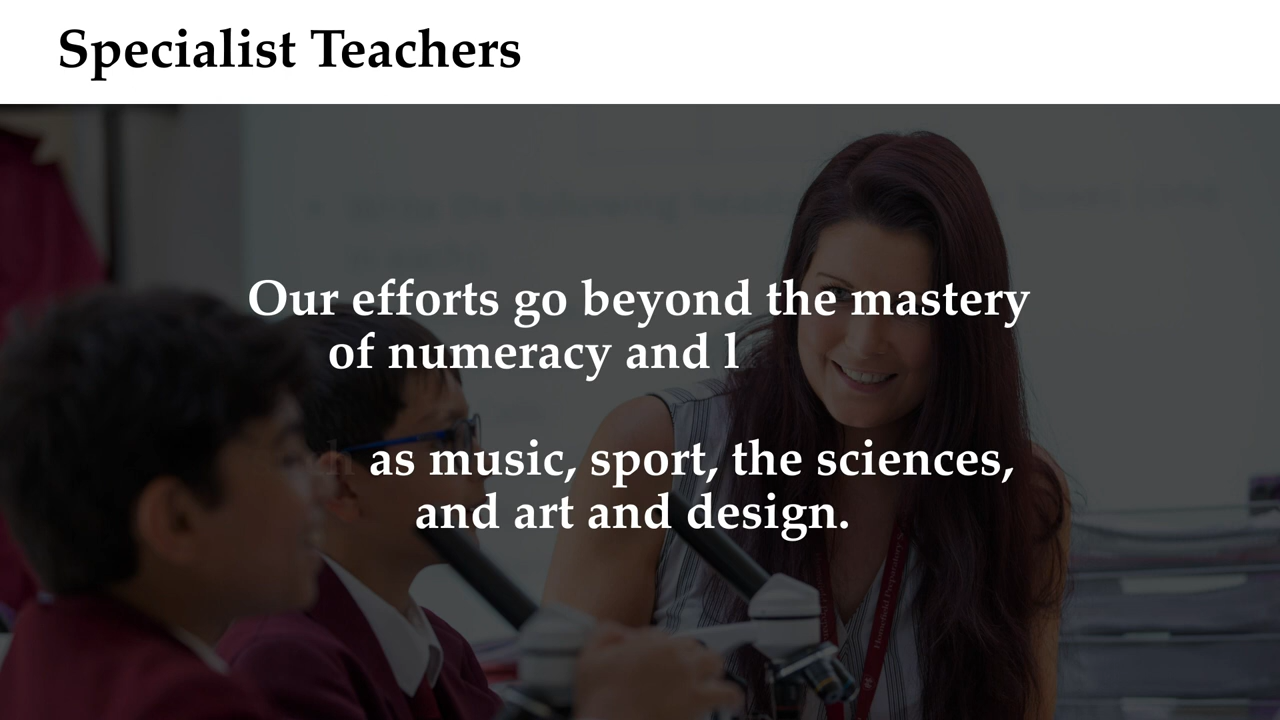 Specialist Teachers
Our efforts go beyond the mastery
of numeracy and l
as music, sport, the sciences,
and art and design.